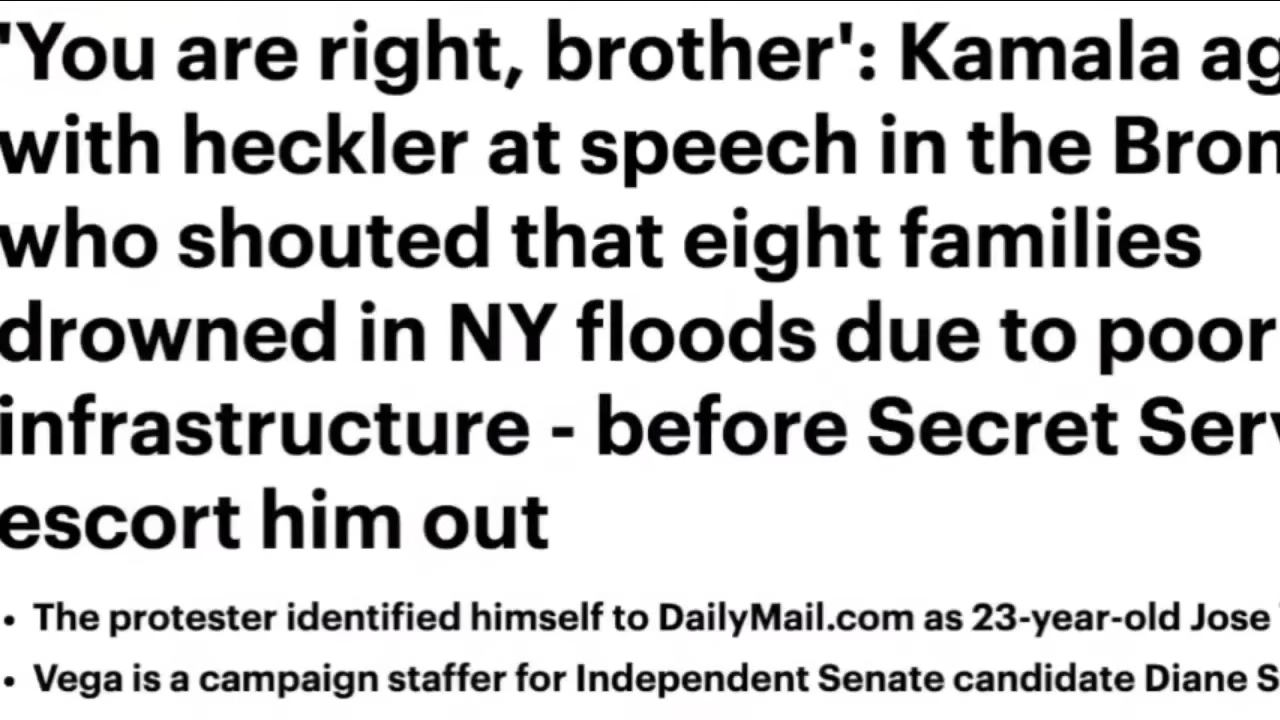 'You are right, brother': Kamala ag
with heckler at speech in the Bron
who shouted that eight families
drowned in NY floods due to poor
infrastructure - before Secret Serv
escort him out
• The protester identified himself to DailyMail.com as 23-year-old Jose
• Vega is a campaign staffer for Independent Senate candidate Diane S